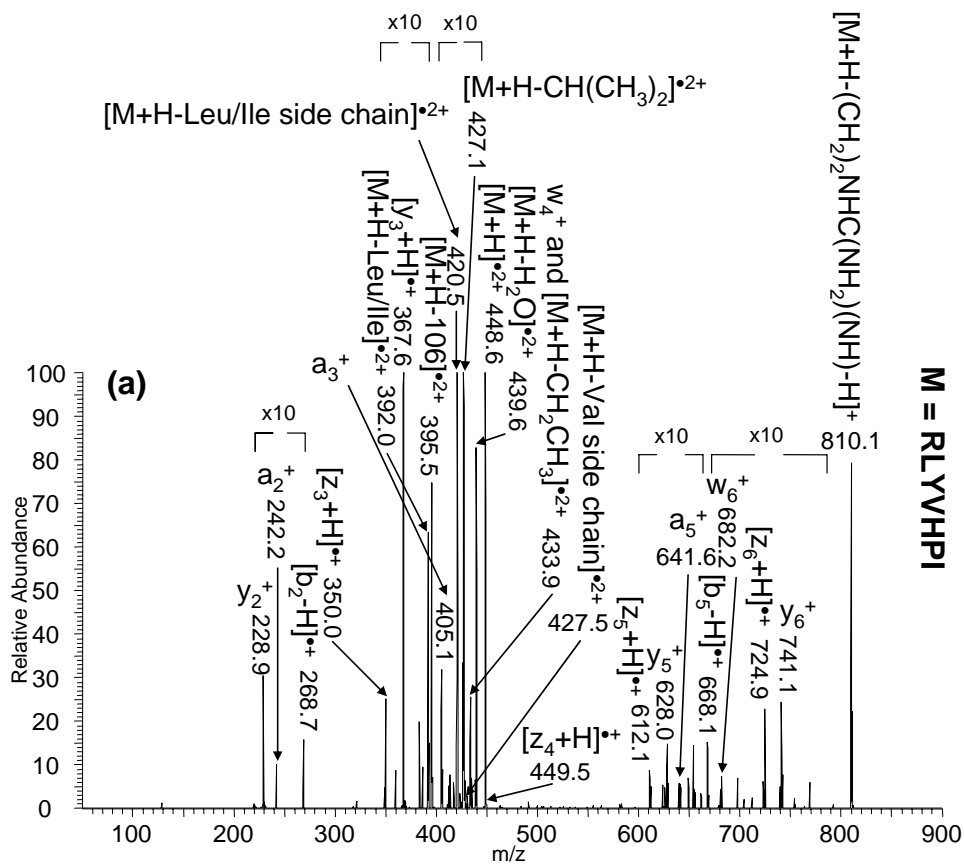 x10
x10
[M+H-CH(CH3)2]•2+
427.1
[M+H-Leu/Ile side chain]•2+
420.5
[M+H-(CH2)2NHC(NH2)(NH)-H]+
810.1
[M+H-Leu/Ile]•2+ 392.0
[y3+H]•+ 367.6
[M+H-106]•2+ 395.5
[M+H]•2+ 448.6
[M+H-H2O]•2+ 439.6
w4+ and [M+H-CH2CH3]•2+ 433.9
[M+H-Val side chain]•2+
427.5
a3+
405.1
(a)
M = RLYVHPI
x10
a2+
242.2
y2+
228.9
[b2-H]•+ 268.7
[z3+H]•+ 350.0
x10
x10
w6+
682.2
a5+
641.6
[z6+H]•+ 724.9
y6+
741.1
[b5-H]•+ 668.1
y5+
628.0
[z5+H]•+ 612.1
[z4+H]•+
449.5
Relative Abundance
100
90
80
70
60
50
40
30
20
10
0
100 200 300 400 500 600 700 800 900
m/z